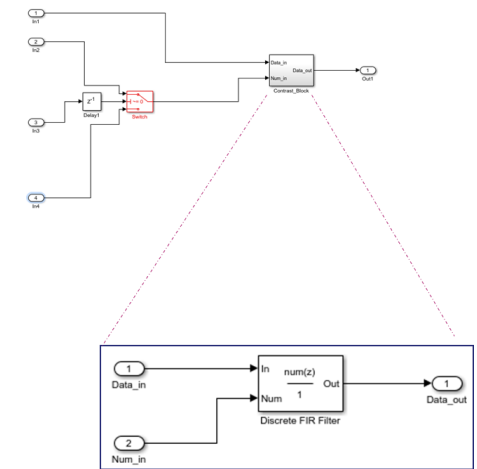 1
In1
2
In2
3
In3
z-1
Delay1
Switch
4
In4
Data_in
Num_in
Data_out
Contrast_Block
1
Out1
1
Data_in
2
Num_in
In
Num
num(z)
1
Out
Discrete FIR Filter
1
Data_out